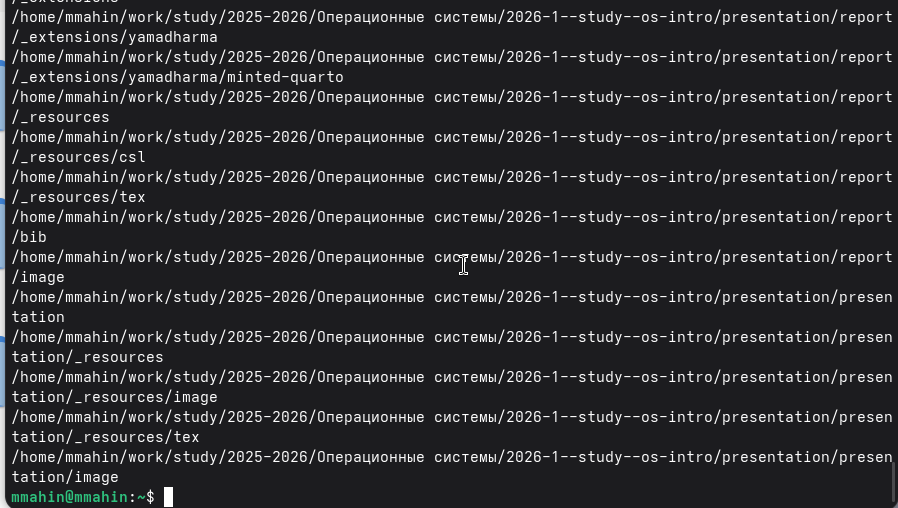 /_extensions
/home/mmahin/work/study/2025-2026/Операционные системы/2026-1--study--os-intro/presentation/report
/_extensions/yamadharma
/home/mmahin/work/study/2025-2026/Операционные системы/2026-1--study--os-intro/presentation/report
/_extensions/yamadharma/minted-quarto
/home/mmahin/work/study/2025-2026/Операционные системы/2026-1--study--os-intro/presentation/report
/_resources
/home/mmahin/work/study/2025-2026/Операционные системы/2026-1--study--os-intro/presentation/report
/_resources/csl
/home/mmahin/work/study/2025-2026/Операционные системы/2026-1--study--os-intro/presentation/report
/_resources/tex
/home/mmahin/work/study/2025-2026/Операционные системы/2026-1--study--os-intro/presentation/report
/bib
/home/mmahin/work/study/2025-2026/Операционные системы/2026-1--study--os-intro/presentation/report
/image
/home/mmahin/work/study/2025-2026/Операционные системы/2026-1--study--os-intro/presentation/presen
tation
/home/mmahin/work/study/2025-2026/Операционные системы/2026-1--study--os-intro/presentation/presen
tation/_resources
/home/mmahin/work/study/2025-2026/Операционные системы/2026-1--study--os-intro/presentation/presen
tation/_resources/image
/home/mmahin/work/study/2025-2026/Операционные системы/2026-1--study--os-intro/presentation/presen
tation/_resources/tex
/home/mmahin/work/study/2025-2026/Операционные системы/2026-1--study--os-intro/presentation/presen
tation/image
mmahin@mmahin:~$